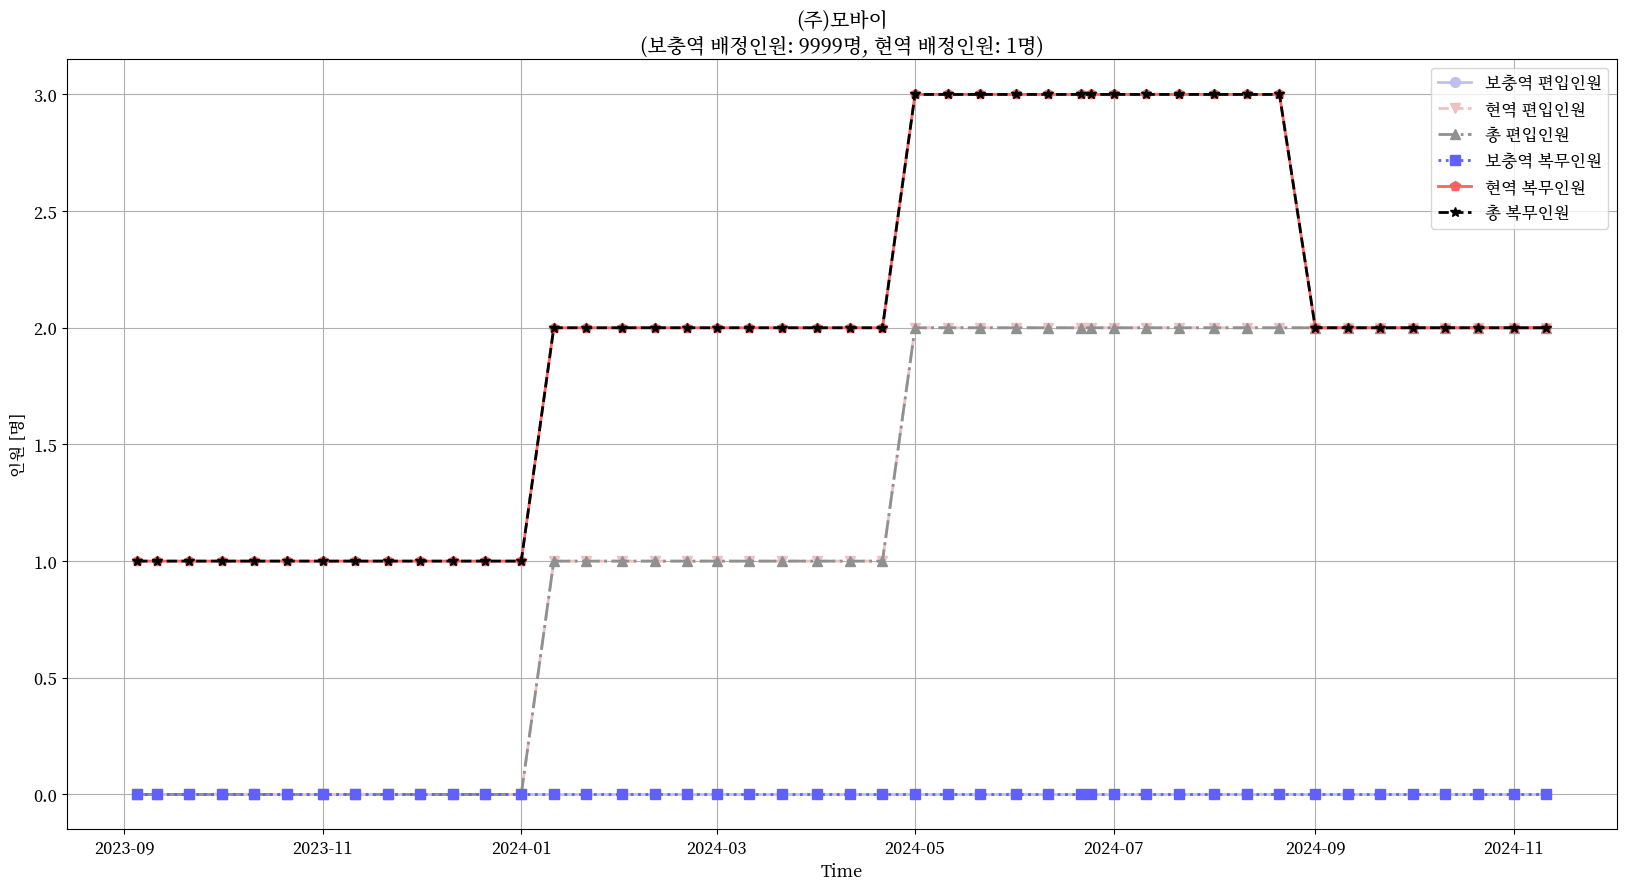 (주)모바이
(보충역 배정인원: 9999명, 현역 배정인원: 1명)
보충역 편입인원
현역 편입인원
총 편입인원
보충역 복무인원
현역 복무인원
총 복무인원
인원 [명]
3.0
2.5
2.0
1.5
1.0
0.5
0.0
2023-09 2023-11 2024-01 2024-03 2024-05 2024-07 2024-09 2024-11
Time